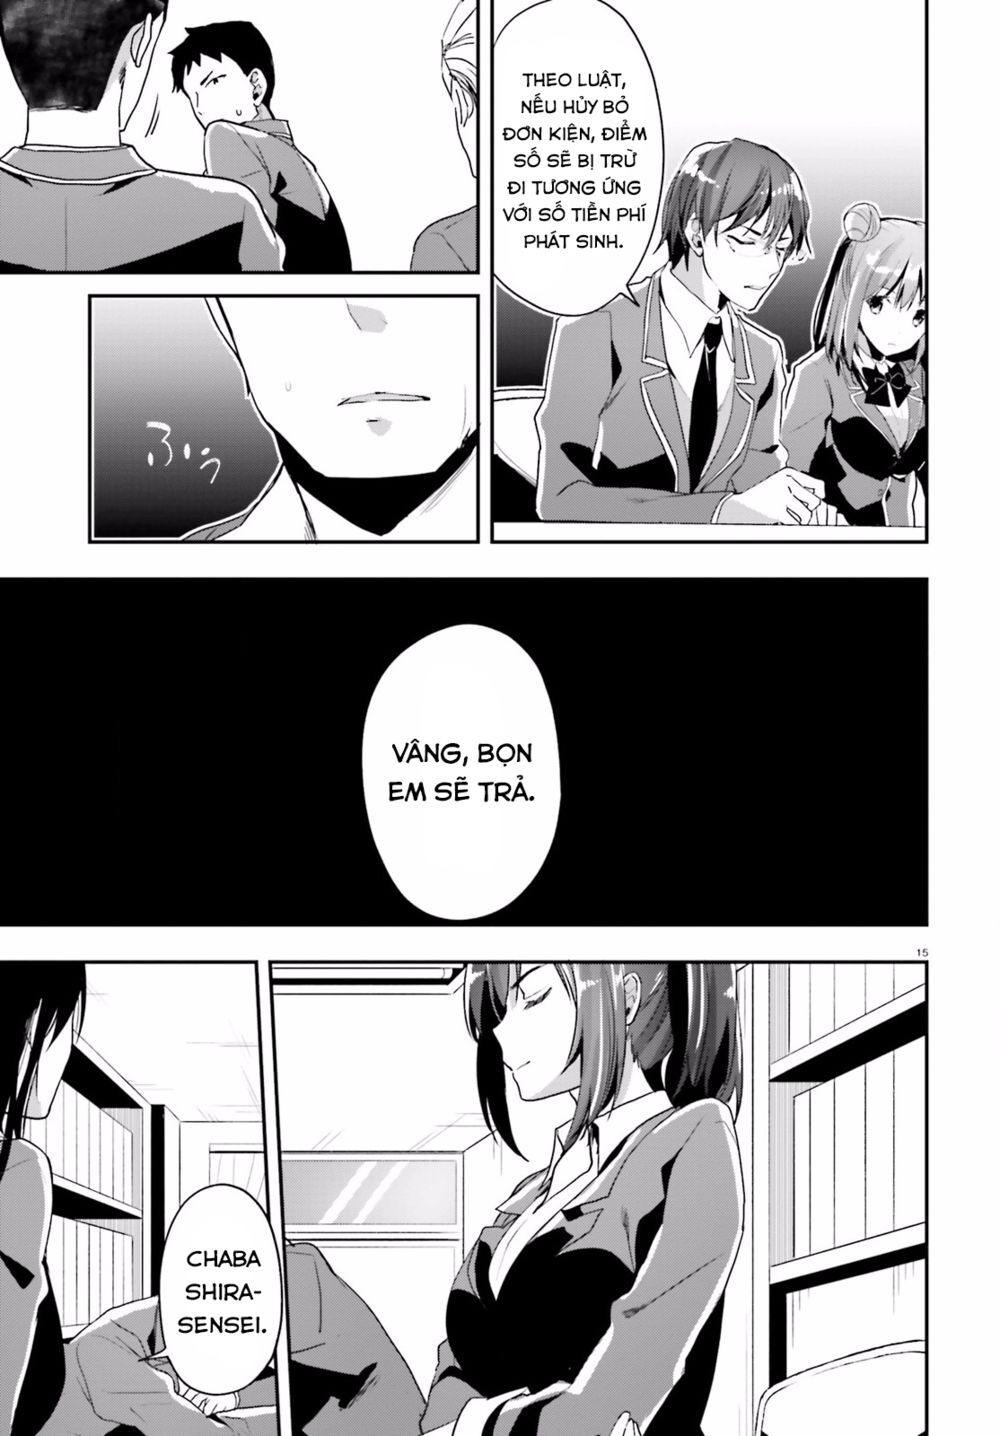 THEO LUẬT,
NẾU HỦY BỎ
ĐƠN KIỆN, ĐIỂM
SỐ SẼ BỊ TRỪ
ĐI TƯƠNG ỨNG
VỚI SỐ TIỀN PHÍ
PHÁT SINH.
ふぅ
VÂNG, BỌN
EM SẼ TRẢ.
15
CHABA
SHIRA-
SENSEI.